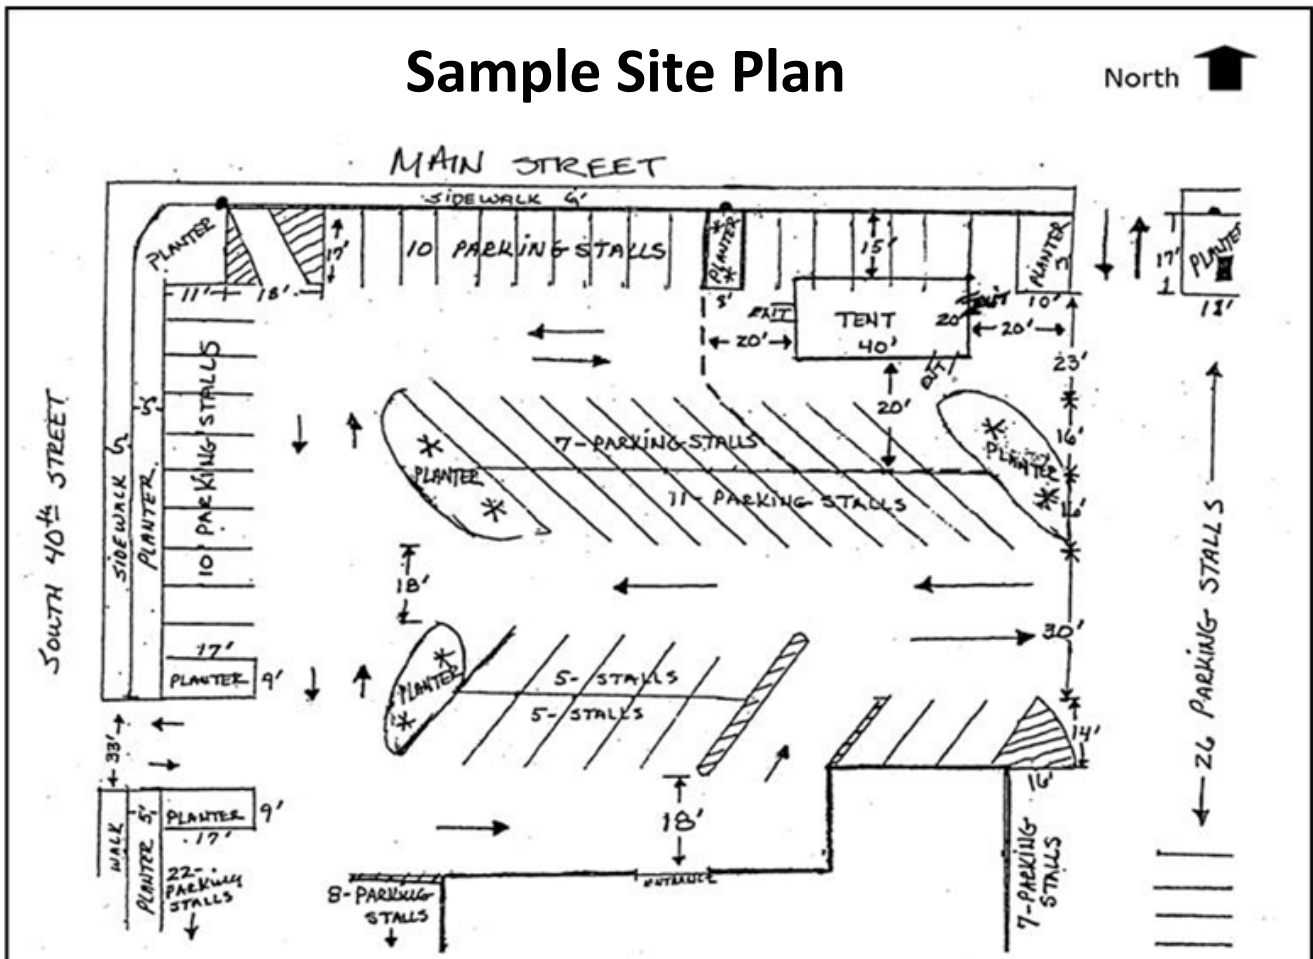 Sample Site Plan
North
MAIN STREET
SIDEWALK 6'
PLANTER
17'
10 PARKING STALLS
PLANTER
15'
PLANTER
17'
PLANTER
11'
18'
8'
EXIT
TENT
40'
20'
EXIT
10'
18'
20'
20'
23'
EXIT
20'
10 PARKING STALLS
5'
SOUTH 40th STREET
SIDEWALK
PLANTER
PLANTER
7-PARKING STALLS
PLANTER
16'
11- PARKING STALLS
16'
18'
30'
26 PARKING STALLS
17'
PLANTER 9'
PLANTER
5- STALLS
5- STALLS
33'
14'
16'
WALK
PLANTER 5'
PLANTER 9'
17'
18'
22-
PARKING
STALLS
8-PARKING
STALLS
ENTRANCE
7-PARKING
STALLS